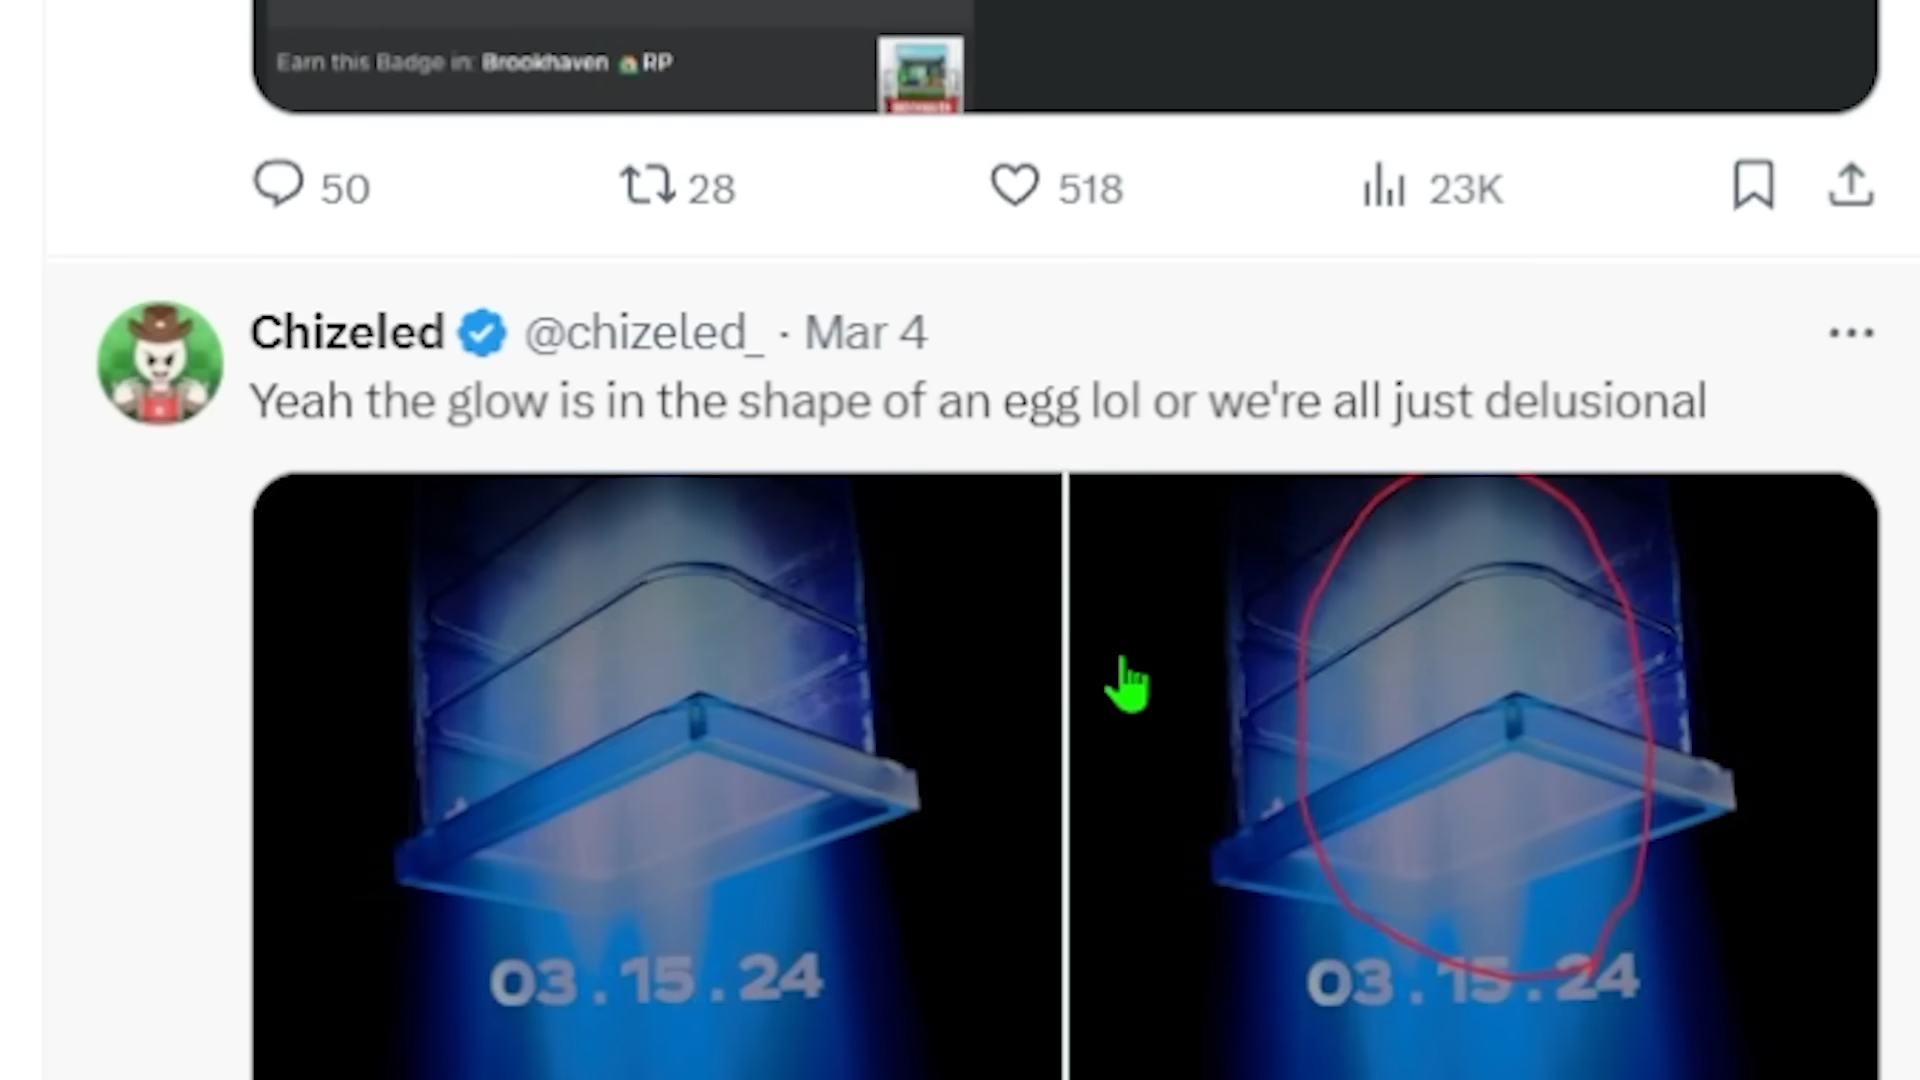 Earn this Badge in: Brookhaven 🏠RP
50 28 518 23K
Chizeled @chizeled_ · Mar 4
Yeah the glow is in the shape of an egg lol or we're all just delusional
03.15.24
03.15.24